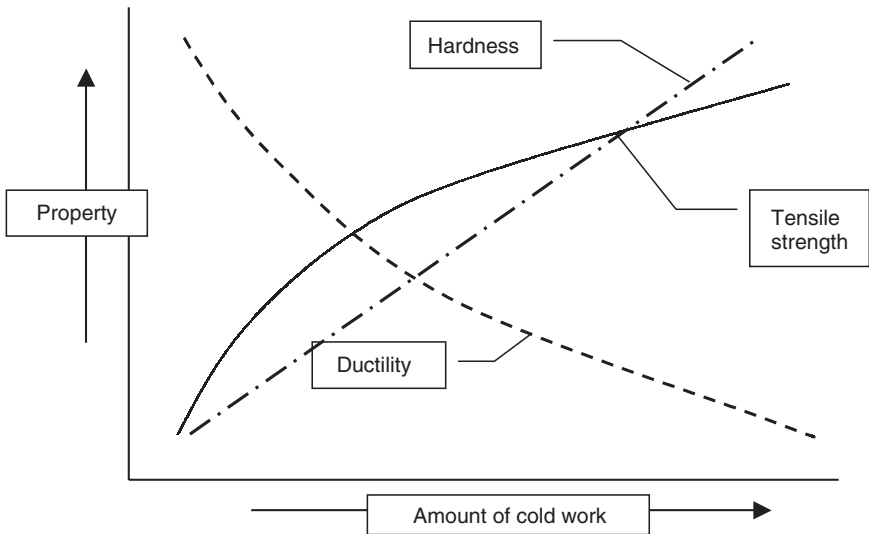 Hardness
Property
Tensile
strength
Ductility
Amount of cold work